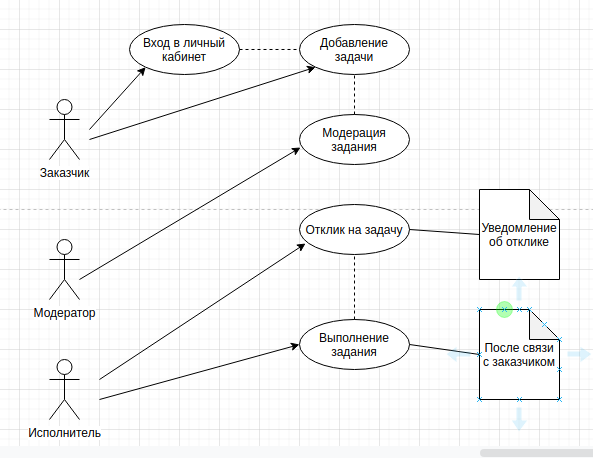 Вход в личный
кабинет
Добавление
задачи
Модерация
задания
Заказчик
Отклик на задачу
Уведомление
об отклике
Модератор
Выполнение
задания
После связи
с заказчиком
Исполнитель